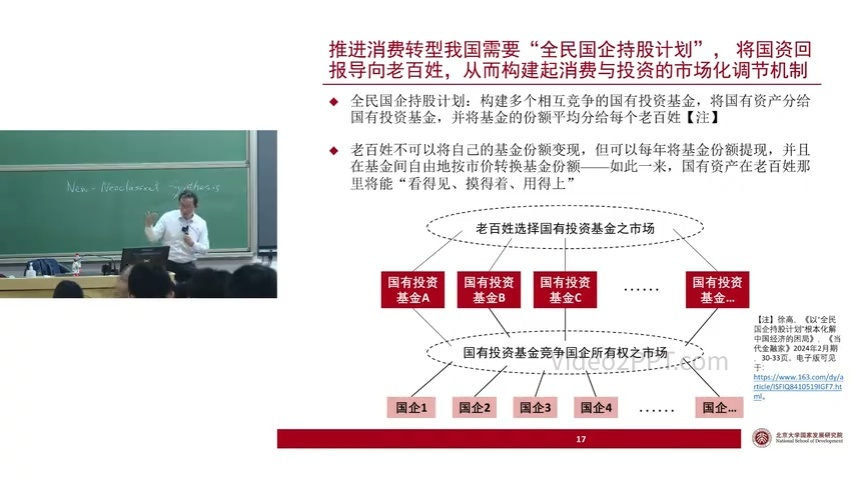 推进消费转型我国需要“全民国企持股计划”，将国资回
报导向老百姓，从而构建起消费与投资的市场化调节机制
◆ 全民国企持股计划：构建多个相互竞争的国有投资基金，将国有资产分给
国有投资基金，并将基金的份额平均分给每个老百姓【注】
◆ 老百姓不可以将自己的基金份额变现，但可以每年将基金份额提现，并且
在基金间自由地按市价转换基金份额——如此一来，国有资产在老百姓那
里将能“看得见、摸得着、用得上”
New-Neoclassical Synthesis
老百姓选择国有投资基金之市场
国有投资
基金A
国有投资
基金B
国有投资
基金C
……
国有投资
基金…
国有投资基金竞争国企所有权之市场
Video2PPT.com
国企1
国企2
国企3
国企4
……
国企…
【注】徐高，《以“全民
国企持股计划”根本化解
中国经济的困局》，《当
代金融家》2024年2月期
，30-33页。电子版可见
于：
https://www.163.com/dy/a
rticle/ISFIQ8410519IGF7.ht
ml。
17
北京大学国家发展研究院
National School of Development